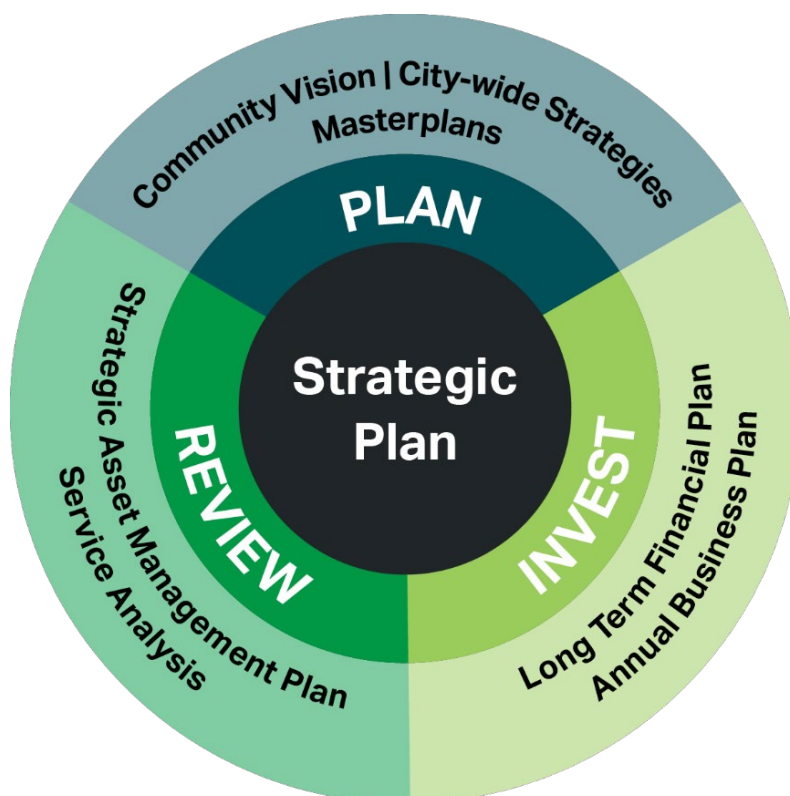 Community Vision | City-wide Strategies
Masterplans
PLAN
Strategic
Plan
INVEST
Long Term Financial Plan
Annual Business Plan
REVIEW
Strategic Asset Management Plan
Service Analysis